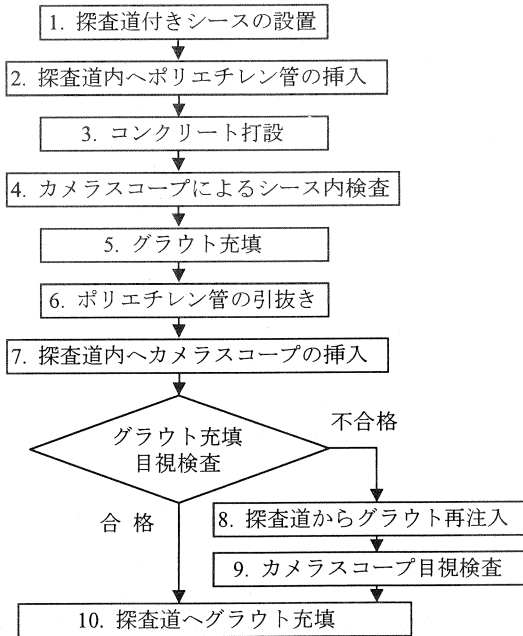 1. 探査道付きシースの設置
2. 探査道内へポリエチレン管の挿入
3. コンクリート打設
4. カメラスコープによるシース内検査
5. グラウト充填
6. ポリエチレン管の引抜き
7. 探査道内へカメラスコープの挿入
グラウト充填
目視検査
不合格
合 格
8. 探査道からグラウト再注入
9. カメラスコープ目視検査
10. 探査道へグラウト充填